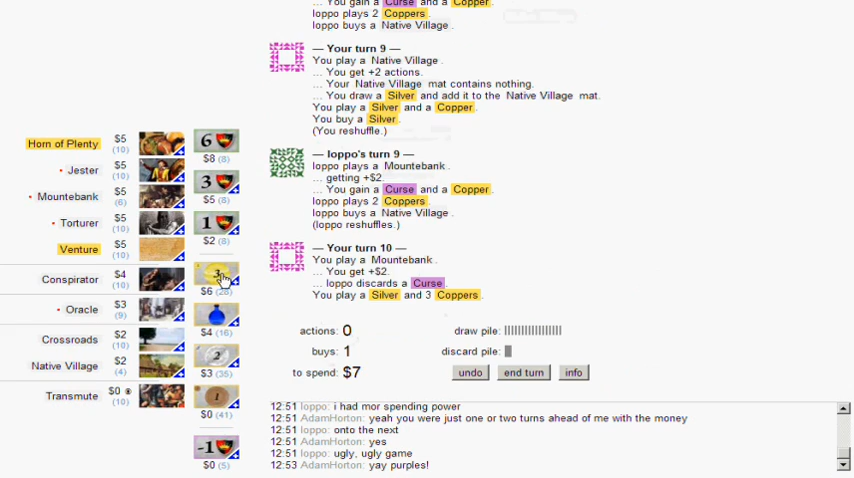 ... You gain a Curse and a Copper.
loppo plays 2 Coppers.
loppo buys a Native Village .
— Your turn 9 —
You play a Native Village .
... You get +2 actions.
... Your Native Village mat contains nothing.
... You draw a Silver and add it to the Native Village mat.
You play a Silver and a Copper.
You buy a Silver.
(You reshuffle.)
— loppo's turn 9 —
loppo plays a Mountebank .
... getting +$2.
... You gain a Curse and a Copper.
loppo plays 2 Coppers.
loppo buys a Native Village .
(loppo reshuffles.)
— Your turn 10 —
You play a Mountebank .
... You get +$2.
... loppo discards a Curse.
You play a Silver and 3 Coppers.
Horn of Plenty $5 (10)
Jester $5 (10)
Mountebank $5 (6)
Torturer $5 (10)
Venture $5 (10)
Conspirator $4 (10)
Oracle $3 (9)
Crossroads $2 (10)
Native Village $2 (4)
Transmute $0 (10)
6
$8 (8)
3
$5 (8)
1
$2 (8)
3
$6 (28)
$4 (16)
2
$3 (35)
1
$0 (41)
-1
$0 (5)
actions: 0 draw pile:
buys: 1 discard pile:
to spend: $7 undo end turn info
12:51 loppo: i had mor spending power
12:51 AdamHorton: yeah you were just one or two turns ahead of me with the money
12:51 loppo: onto the next
12:51 AdamHorton: yes
12:51 loppo: ugly, ugly game
12:53 AdamHorton: yay purples!